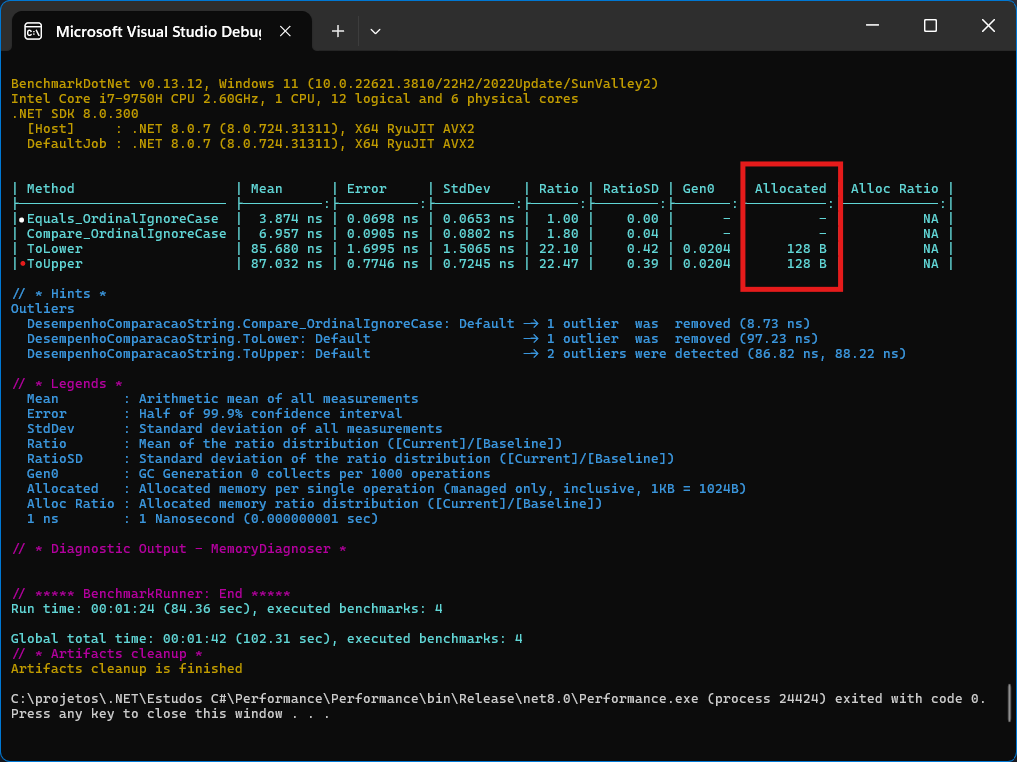 Microsoft Visual Studio Debug
BenchmarkDotNet v0.13.12, Windows 11 (10.0.22621.3810/22H2/2022Update/SunValley2)
Intel Core i7-9750H CPU 2.60GHz, 1 CPU, 12 logical and 6 physical cores
.NET SDK 8.0.300
  [Host]     : .NET 8.0.7 (8.0.724.31311), X64 RyuJIT AVX2
  DefaultJob : .NET 8.0.7 (8.0.724.31311), X64 RyuJIT AVX2
| Method                   | Mean      | Error     | StdDev    | Ratio | RatioSD | Gen0   | Allocated | Alloc Ratio |
|--------------------------|----------:|----------:|----------:|------:|--------:|-------:|----------:|------------:|
| Equals_OrdinalIgnoreCase  |  3.874 ns | 0.0698 ns | 0.0653 ns |  1.00 |    0.00 |      - |         - |          NA |
| Compare_OrdinalIgnoreCase |  6.957 ns | 0.0905 ns | 0.0802 ns |  1.80 |    0.04 |      - |         - |          NA |
| ToLower                   | 85.680 ns | 1.6995 ns | 1.5065 ns | 22.10 |    0.42 | 0.0204 |     128 B |          NA |
| ToUpper                   | 87.032 ns | 0.7746 ns | 0.7245 ns | 22.47 |    0.39 | 0.0204 |     128 B |          NA |
// * Hints *
Outliers
  DesempenhoComparacaoString.Compare_OrdinalIgnoreCase: Default -> 1 outlier  was  removed (8.73 ns)
  DesempenhoComparacaoString.ToLower: Default                   -> 1 outlier  was  removed (97.23 ns)
  DesempenhoComparacaoString.ToUpper: Default                   -> 2 outliers were detected (86.82 ns, 88.22 ns)
// * Legends *
  Mean        : Arithmetic mean of all measurements
  Error       : Half of 99.9% confidence interval
  StdDev      : Standard deviation of all measurements
  Ratio       : Mean of the ratio distribution ([Current]/[Baseline])
  RatioSD     : Standard deviation of the ratio distribution ([Current]/[Baseline])
  Gen0        : GC Generation 0 collects per 1000 operations
  Allocated   : Allocated memory per single operation (managed only, inclusive, 1KB = 1024B)
  Alloc Ratio : Allocated memory ratio distribution ([Current]/[Baseline])
  1 ns        : 1 Nanosecond (0.000000001 sec)
// * Diagnostic Output - MemoryDiagnoser *
// ***** BenchmarkRunner: End *****
Run time: 00:01:24 (84.36 sec), executed benchmarks: 4
Global total time: 00:01:42 (102.31 sec), executed benchmarks: 4
// * Artifacts cleanup *
Artifacts cleanup is finished
C:\projetos\.NET\Estudos C#\Performance\Performance\bin\Release\net8.0\Performance.exe (process 24424) exited with code 0.
Press any key to close this window . . .